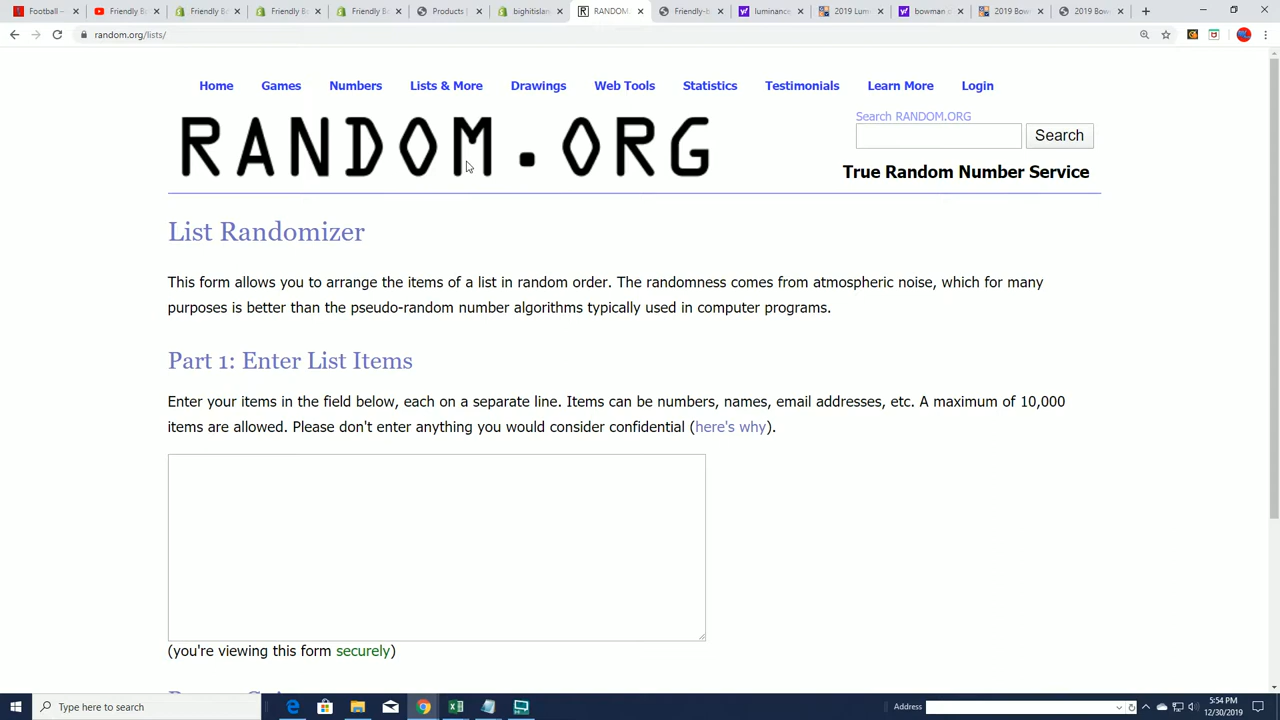 Football –
Friendly Br
Friendly Br
Friendly Br
Friendly Bo
Products |
bighitislan
RANDOM.
Friendly-b
luminance
2019 Lum
bowman d
2019 Bow
2019 Bow
random.org/lists/
Home Games Numbers Lists & More Drawings Web Tools Statistics Testimonials Learn More Login
Search RANDOM.ORG
RANDOM.ORG
Search
True Random Number Service
List Randomizer
This form allows you to arrange the items of a list in random order. The randomness comes from atmospheric noise, which for many
purposes is better than the pseudo-random number algorithms typically used in computer programs.
Part 1: Enter List Items
Enter your items in the field below, each on a separate line. Items can be numbers, names, email addresses, etc. A maximum of 10,000
items are allowed. Please don't enter anything you would consider confidential (here's why).
(you're viewing this form securely)
Type here to search
Address
5:54 PM
12/30/2019